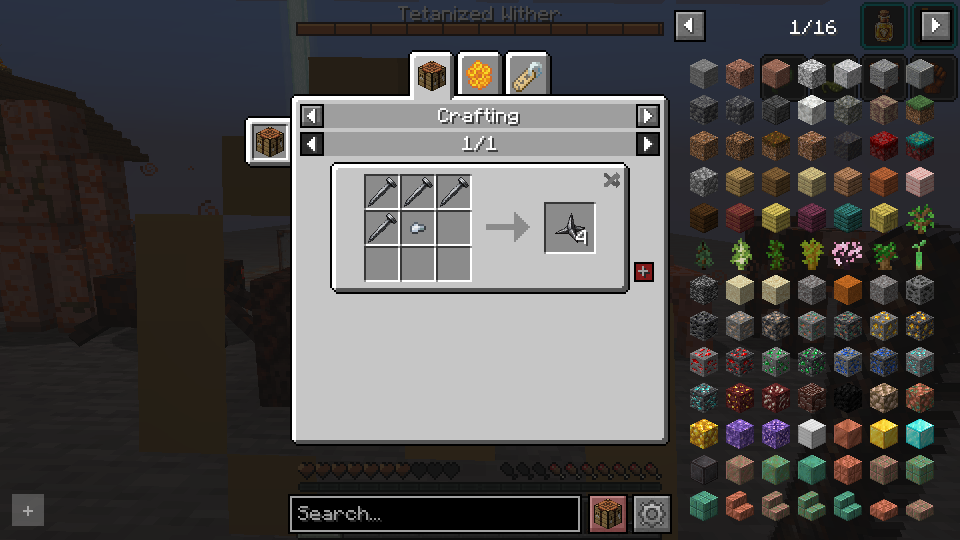 Tetanized Wither
1/16
Crafting
1/1
4
+
Search...
+